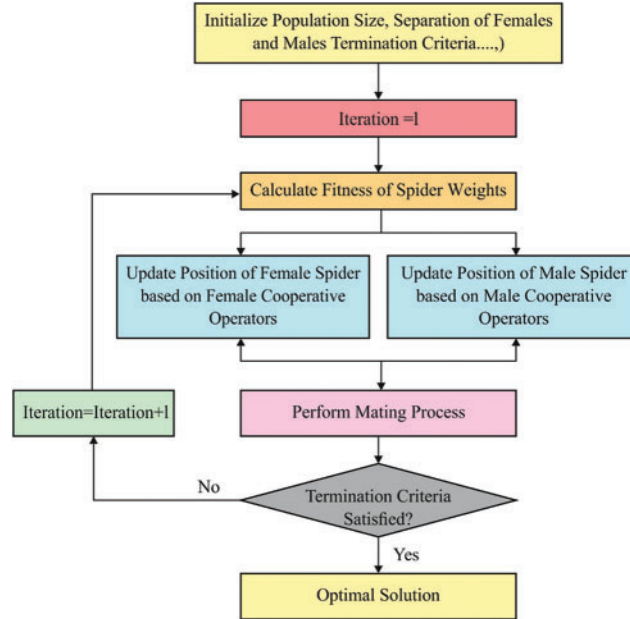 Initialize Population Size, Separation of Females
and Males Termination Criteria....,)
Iteration =l
Calculate Fitness of Spider Weights
Update Position of Female Spider
based on Female Cooperative
Operators
Update Position of Male Spider
based on Male Cooperative
Operators
Iteration=Iteration+l
Perform Mating Process
No
Termination Criteria
Satisfied?
Yes
Optimal Solution